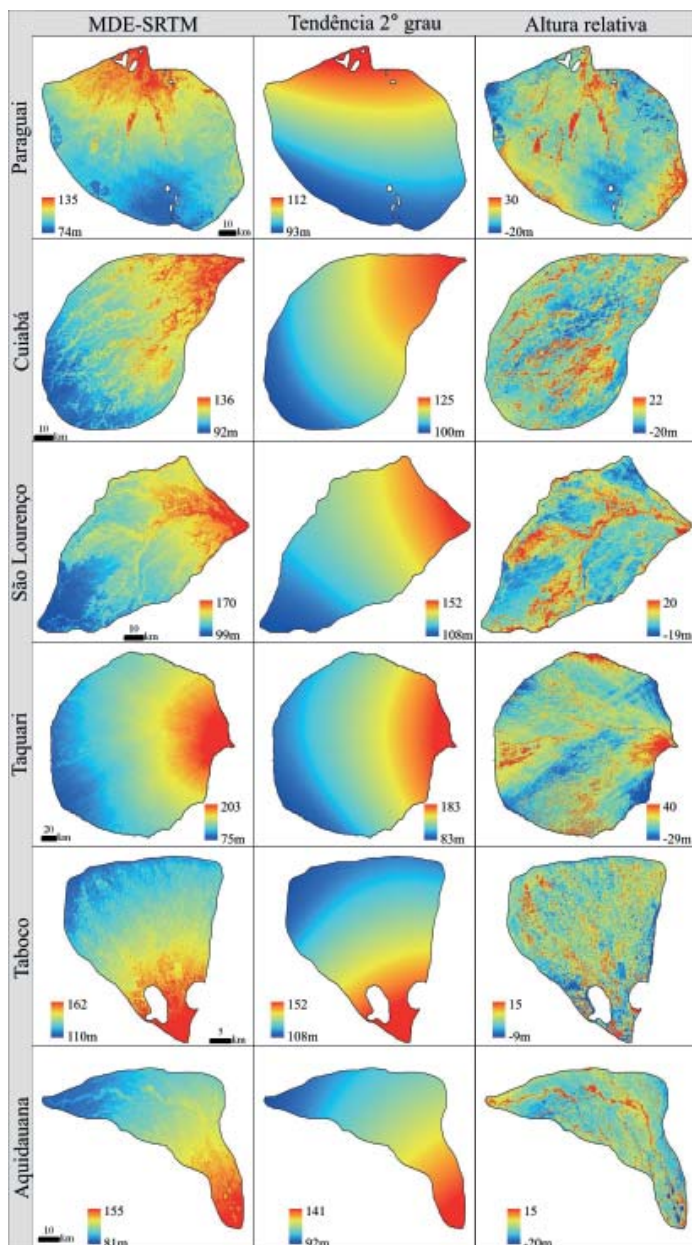 MDE-SRTM Tendência 2° grau Altura relativa
Paraguai
135
74m
10
km
112
93m
30
-20m
Cuiabá
136
92m
10
km
125
100m
22
-20m
São Lourenço
170
99m
10
km
152
108m
20
-19m
Taquari
203
75m
20
km
183
83m
40
-29m
Taboco
162
110m
5
km
152
108m
15
-9m
Aquidauana
155
81m
10
km
141
92m
15
-20m